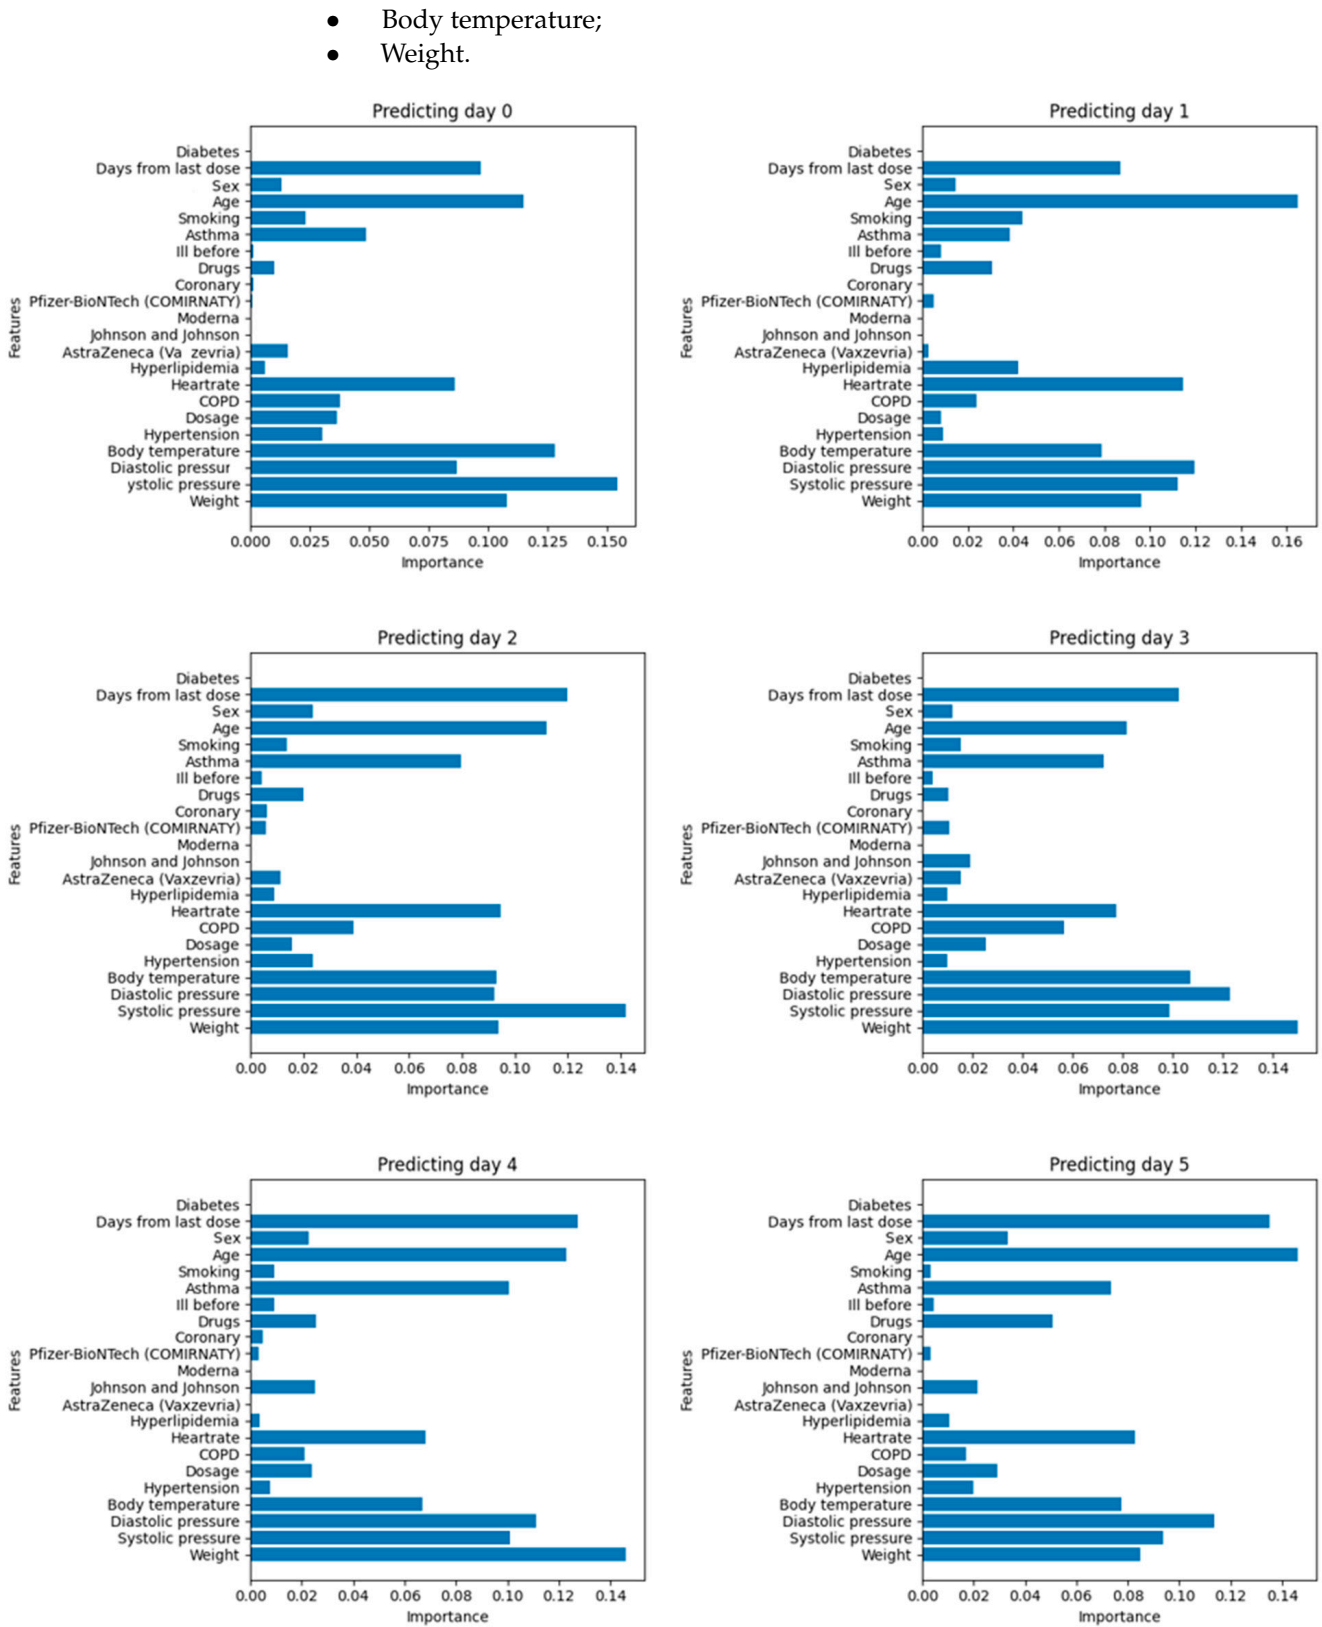 ● Body temperature;
● Weight.
Predicting day 0
Features
Diabetes
Days from last dose
Sex
Age
Smoking
Asthma
Ill before
Drugs
Coronary
Pfizer-BioNTech (COMIRNATY)
Moderna
Johnson and Johnson
AstraZeneca (Va zevria)
Hyperlipidemia
Heartrate
COPD
Dosage
Hypertension
Body temperature
Diastolic pressur
ystolic pressure
Weight
0.000 0.025 0.050 0.075 0.100 0.125 0.150
Importance
Predicting day 1
Features
Diabetes
Days from last dose
Sex
Age
Smoking
Asthma
Ill before
Drugs
Coronary
Pfizer-BioNTech (COMIRNATY)
Moderna
Johnson and Johnson
AstraZeneca (Vaxzevria)
Hyperlipidemia
Heartrate
COPD
Dosage
Hypertension
Body temperature
Diastolic pressure
Systolic pressure
Weight
0.00 0.02 0.04 0.06 0.08 0.10 0.12 0.14 0.16
Importance
Predicting day 2
Features
Diabetes
Days from last dose
Sex
Age
Smoking
Asthma
Ill before
Drugs
Coronary
Pfizer-BioNTech (COMIRNATY)
Moderna
Johnson and Johnson
AstraZeneca (Vaxzevria)
Hyperlipidemia
Heartrate
COPD
Dosage
Hypertension
Body temperature
Diastolic pressure
Systolic pressure
Weight
0.00 0.02 0.04 0.06 0.08 0.10 0.12 0.14
Importance
Predicting day 3
Features
Diabetes
Days from last dose
Sex
Age
Smoking
Asthma
Ill before
Drugs
Coronary
Pfizer-BioNTech (COMIRNATY)
Moderna
Johnson and Johnson
AstraZeneca (Vaxzevria)
Hyperlipidemia
Heartrate
COPD
Dosage
Hypertension
Body temperature
Diastolic pressure
Systolic pressure
Weight
0.00 0.02 0.04 0.06 0.08 0.10 0.12 0.14
Importance
Predicting day 4
Features
Diabetes
Days from last dose
Sex
Age
Smoking
Asthma
Ill before
Drugs
Coronary
Pfizer-BioNTech (COMIRNATY)
Moderna
Johnson and Johnson
AstraZeneca (Vaxzevria)
Hyperlipidemia
Heartrate
COPD
Dosage
Hypertension
Body temperature
Diastolic pressure
Systolic pressure
Weight
0.00 0.02 0.04 0.06 0.08 0.10 0.12 0.14
Importance
Predicting day 5
Features
Diabetes
Days from last dose
Sex
Age
Smoking
Asthma
Ill before
Drugs
Coronary
Pfizer-BioNTech (COMIRNATY)
Moderna
Johnson and Johnson
AstraZeneca (Vaxzevria)
Hyperlipidemia
Heartrate
COPD
Dosage
Hypertension
Body temperature
Diastolic pressure
Systolic pressure
Weight
0.00 0.02 0.04 0.06 0.08 0.10 0.12 0.14
Importance